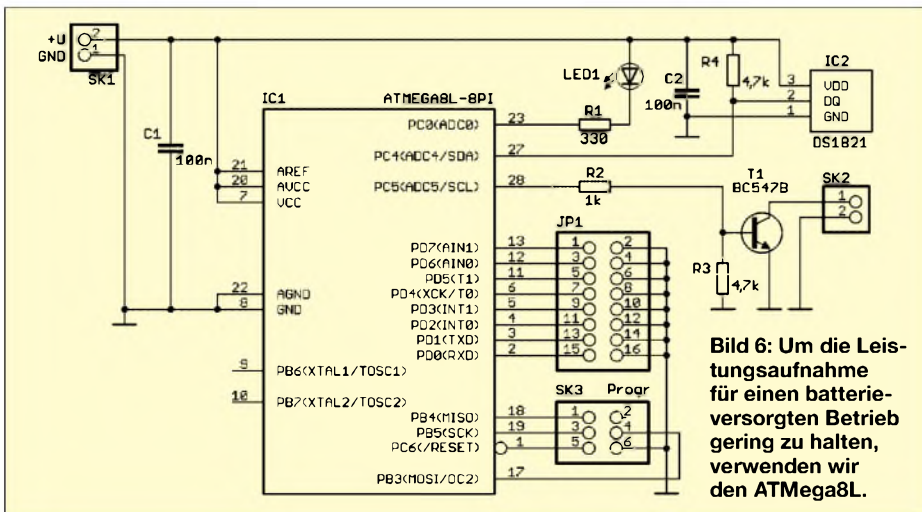 +U
2
GND
1
SK1
C1
100n
IC1
ATMEGA8L-8PI
21
AREF
20
AVCC
7
VCC
22
AGND
8
GND
9
PB6(XTAL1/TOSC1)
10
PB7(XTAL2/TOSC2)
PC0(ADC0)
23
PC4(ADC4/SDA)
27
PC5(ADC5/SCL)
28
PD7(AIN1)
13
PD6(AIN0)
12
PD5(T1)
11
PD4(XCK/T0)
6
PD3(INT1)
5
PD2(INT0)
4
PD1(TXD)
3
PD0(RXD)
2
PB4(MISO)
18
PB5(SCK)
19
PC6(/RESET)
1
PB3(MOSI/OC2)
17
LED1
R1
330
C2
100n
R4
4,7k
IC2
3
VDD
2
DQ
1
GND
DS1821
R2
1k
T1
BC547B
SK2
1
2
R3
4,7k
JP1
1 2
3 4
5 6
7 8
9 10
11 12
13 14
15 16
SK3 Progr
1 2
3 4
5 6
Bild 6: Um die Leis-
tungsaufnahme
für einen batterie-
versorgten Betrieb
gering zu halten,
verwenden wir
den ATMega8L.